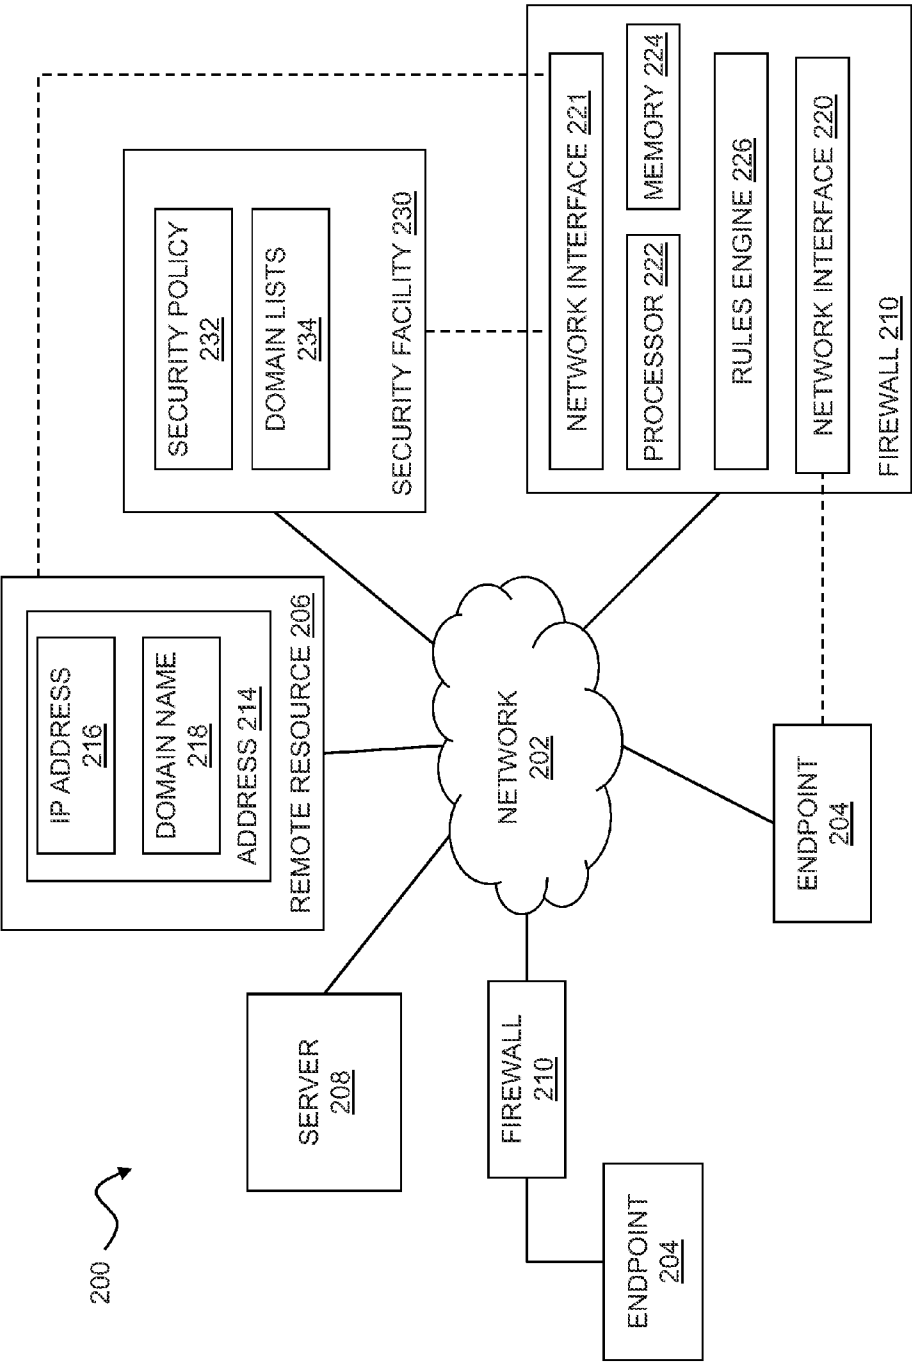 200
SERVER
208
IP ADDRESS
216
DOMAIN NAME
218
ADDRESS 214
REMOTE RESOURCE 206
SECURITY POLICY
232
DOMAIN LISTS
234
SECURITY FACILITY 230
ENDPOINT
204
FIREWALL
210
NETWORK
202
ENDPOINT
204
NETWORK INTERFACE 221
PROCESSOR 222
MEMORY 224
RULES ENGINE 226
NETWORK INTERFACE 220
FIREWALL 210